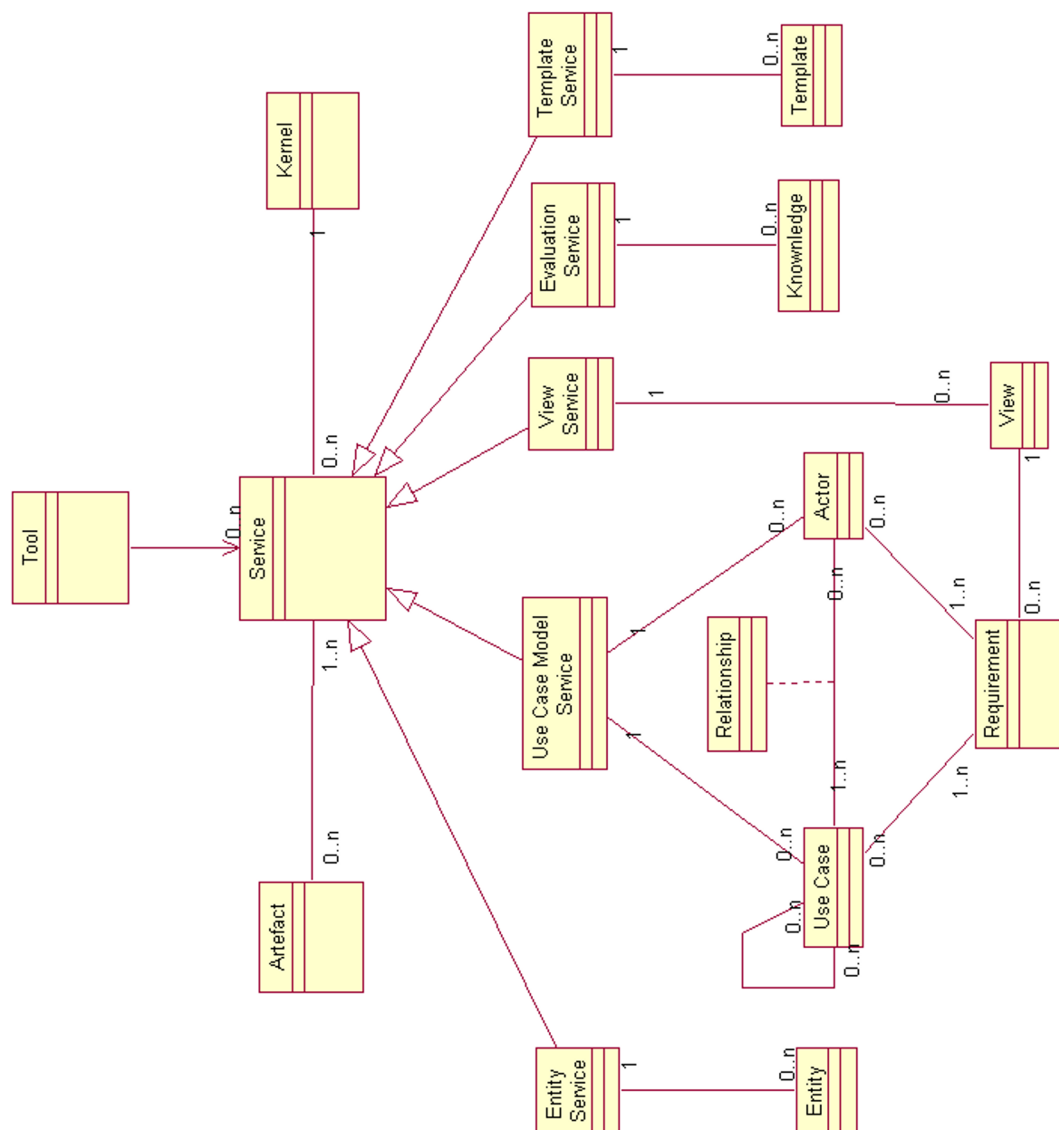 Template
Service
1
0..n
Template
Kernel
1
Evaluation
Service
1
0..n
Knownledge
View
Service
1
0..n
View
1
0..n
Tool
0..n
Service
1..n
Actor
0..n
0..n
0..n
Use Case Model
Service
1
1
Relationship
1..n
0..n
Requirement
1..n
1..n
0..n
0..n
Use Case
0..n
0..n
0..n
Artefact
Entity
Service
1
0..n
Entity